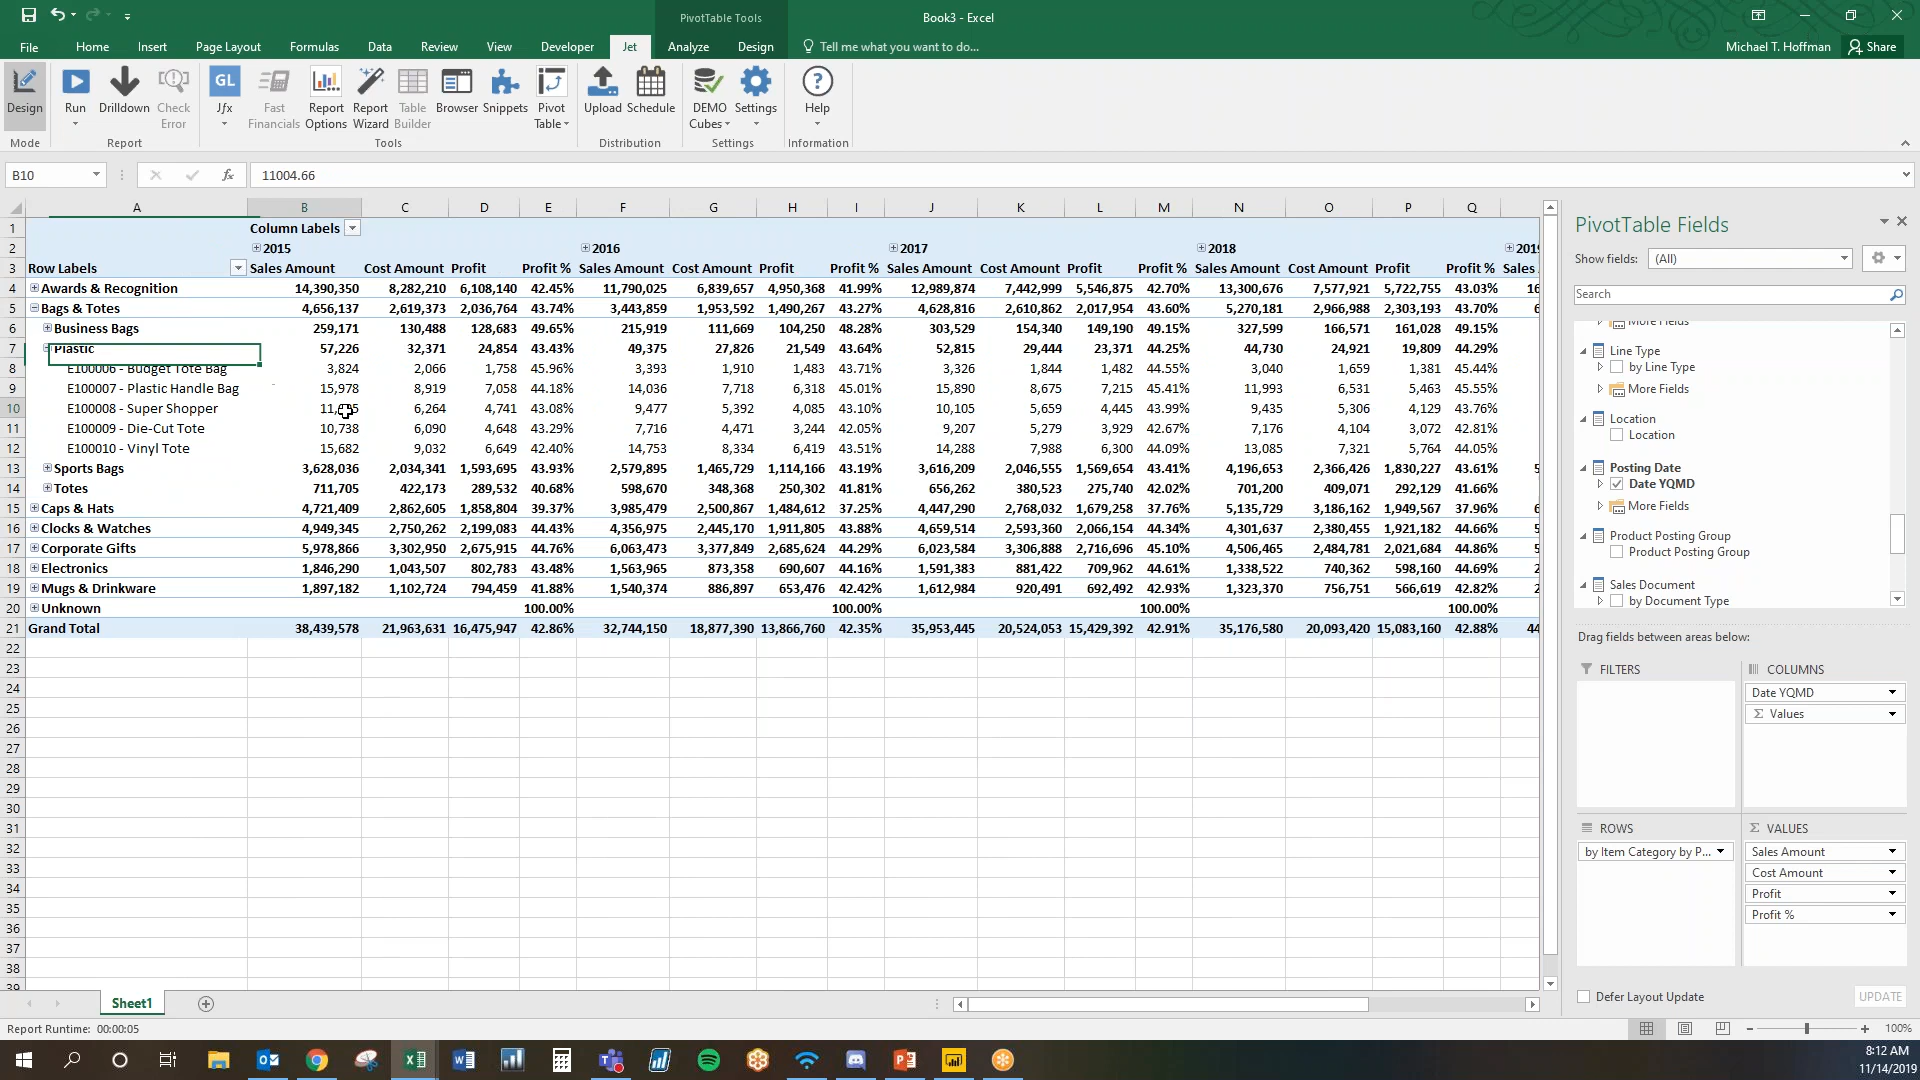 PivotTable Tools
Book3 - Excel
File Home Insert Page Layout Formulas Data Review View Developer Jet Analyze Design Tell me what you want to do... Michael T. Hoffman Share
Design Run Drilldown Check Error GL Jfx Fast Financials Report Options Report Wizard Table Builder Browser Snippets Pivot Table Upload Schedule DEMO Cubes Settings Help
Mode Report Tools Distribution Settings Information
B10 fx 11004.66
A B C D E F G H I J K L M N O P Q
1 Column Labels
2 2015 2016 2017 2018 2019
3 Row Labels Sales Amount Cost Amount Profit Profit % Sales Amount Cost Amount Profit Profit % Sales Amount Cost Amount Profit Profit % Sales Amount Cost Amount Profit Profit % Sales
4 Awards & Recognition 14,390,350 8,282,210 6,108,140 42.45% 11,790,025 6,839,657 4,950,368 41.99% 12,989,874 7,442,999 5,546,875 42.70% 13,300,676 7,577,921 5,722,755 43.03% 16
5 Bags & Totes 4,656,137 2,619,373 2,036,764 43.74% 3,443,859 1,953,592 1,490,267 43.27% 4,628,816 2,610,862 2,017,954 43.60% 5,270,181 2,966,988 2,303,193 43.70% 6
6 Business Bags 259,171 130,488 128,683 49.65% 215,919 111,669 104,250 48.28% 303,529 154,340 149,190 49.15% 327,599 166,571 161,028 49.15%
7 Plastic 57,226 32,371 24,854 43.43% 49,375 27,826 21,549 43.64% 52,815 29,444 23,371 44.25% 44,730 24,921 19,809 44.29%
8 E100006 - Budget Tote Bag 3,824 2,066 1,758 45.96% 3,393 1,910 1,483 43.71% 3,326 1,844 1,482 44.55% 3,040 1,659 1,381 45.44%
9 E100007 - Plastic Handle Bag 15,978 8,919 7,058 44.18% 14,036 7,718 6,318 45.01% 15,890 8,675 7,215 45.41% 11,993 6,531 5,463 45.55%
10 E100008 - Super Shopper 6,264 4,741 43.08% 9,477 5,392 4,085 43.10% 10,105 5,659 4,445 43.99% 9,435 5,306 4,129 43.76%
11 E100009 - Die-Cut Tote 10,738 6,090 4,648 43.29% 7,716 4,471 3,244 42.05% 9,207 5,279 3,929 42.67% 7,176 4,104 3,072 42.81%
12 E100010 - Vinyl Tote 15,682 9,032 6,649 42.40% 14,753 8,334 6,419 43.51% 14,288 7,988 6,300 44.09% 13,085 7,321 5,764 44.05%
13 Sports Bags 3,628,036 2,034,341 1,593,695 43.93% 2,579,895 1,465,729 1,114,166 43.19% 3,616,209 2,046,555 1,569,654 43.41% 4,196,653 2,366,426 1,830,227 43.61% 5
14 Totes 711,705 422,173 289,532 40.68% 598,670 348,368 250,302 41.81% 656,262 380,523 275,740 42.02% 701,200 409,071 292,129 41.66%
15 Caps & Hats 4,721,409 2,862,605 1,858,804 39.37% 3,985,479 2,500,867 1,484,612 37.25% 4,447,290 2,768,032 1,679,258 37.76% 5,135,729 3,186,162 1,949,567 37.96% 6
16 Clocks & Watches 4,949,345 2,750,262 2,199,083 44.43% 4,356,975 2,445,170 1,911,805 43.88% 4,659,514 2,593,360 2,066,154 44.34% 4,301,637 2,380,455 1,921,182 44.66% 5
17 Corporate Gifts 5,978,866 3,302,950 2,675,915 44.76% 6,063,473 3,377,849 2,685,624 44.29% 6,023,584 3,306,888 2,716,696 45.10% 4,506,465 2,484,781 2,021,684 44.86% 5
18 Electronics 1,846,290 1,043,507 802,783 43.48% 1,563,965 873,358 690,607 44.16% 1,591,383 881,422 709,962 44.61% 1,338,522 740,362 598,160 44.69% 2
19 Mugs & Drinkware 1,897,182 1,102,724 794,459 41.88% 1,540,374 886,897 653,476 42.42% 1,612,984 920,491 692,492 42.93% 1,323,370 756,751 566,619 42.82% 2
20 Unknown 100.00% 100.00% 100.00% 100.00%
21 Grand Total 38,439,578 21,963,631 16,475,947 42.86% 32,744,150 18,877,390 13,866,760 42.35% 35,953,445 20,524,053 15,429,392 42.91% 35,176,580 20,093,420 15,083,160 42.88% 44
22
23
24
25
26
27
28
29
30
31
32
33
34
35
36
37
38
39
PivotTable Fields
Show fields: (All)
Search
More Fields
Line Type
by Line Type
More Fields
Location
Location
Posting Date
Date YQMD
More Fields
Product Posting Group
Product Posting Group
Sales Document
by Document Type
Drag fields between areas below:
FILTERS
COLUMNS
Date YQMD
Σ Values
ROWS
by Item Category by P...
Σ VALUES
Sales Amount
Cost Amount
Profit
Profit %
Defer Layout Update UPDATE
Sheet1
Report Runtime: 00:00:05 100%
8:12 AM
11/14/2019